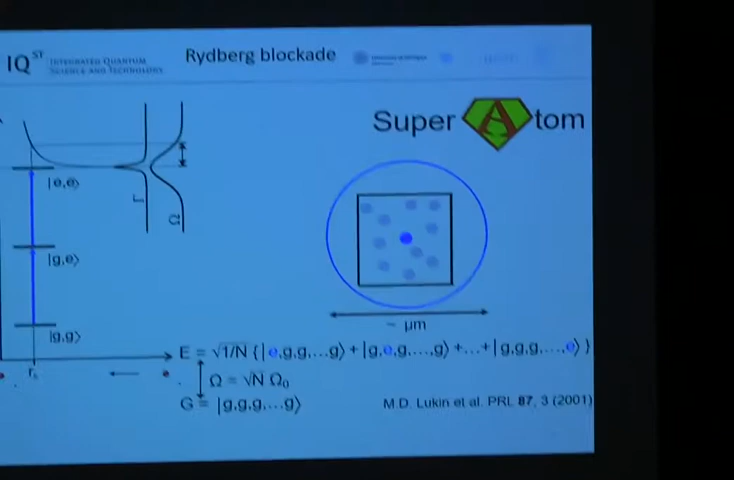 IQST INTEGRATED QUANTUM
SCIENCE AND TECHNOLOGY
Rydberg blockade
Super Atom
|e,e⟩
|g,e⟩
|g,g⟩
Γ
Ω
~ μm
E = √1/N {|e,g,g,...g⟩ + |g,e,g,...,g⟩ +...+|g,g,g,...,e⟩ }
Ω = √N Ω₀
G = |g,g,g,...g⟩
M.D. Lukin et al. PRL 87, 3 (2001)